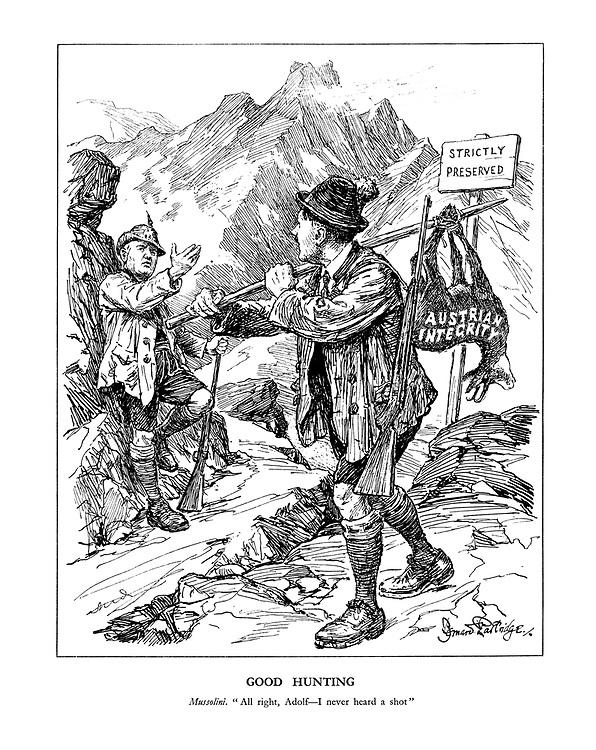 STRICTLY
PRESERVED
AUSTRIAN
INTEGRITY
Bernard Partridge
GOOD HUNTING
Mussolini. "All right, Adolf—I never heard a shot"